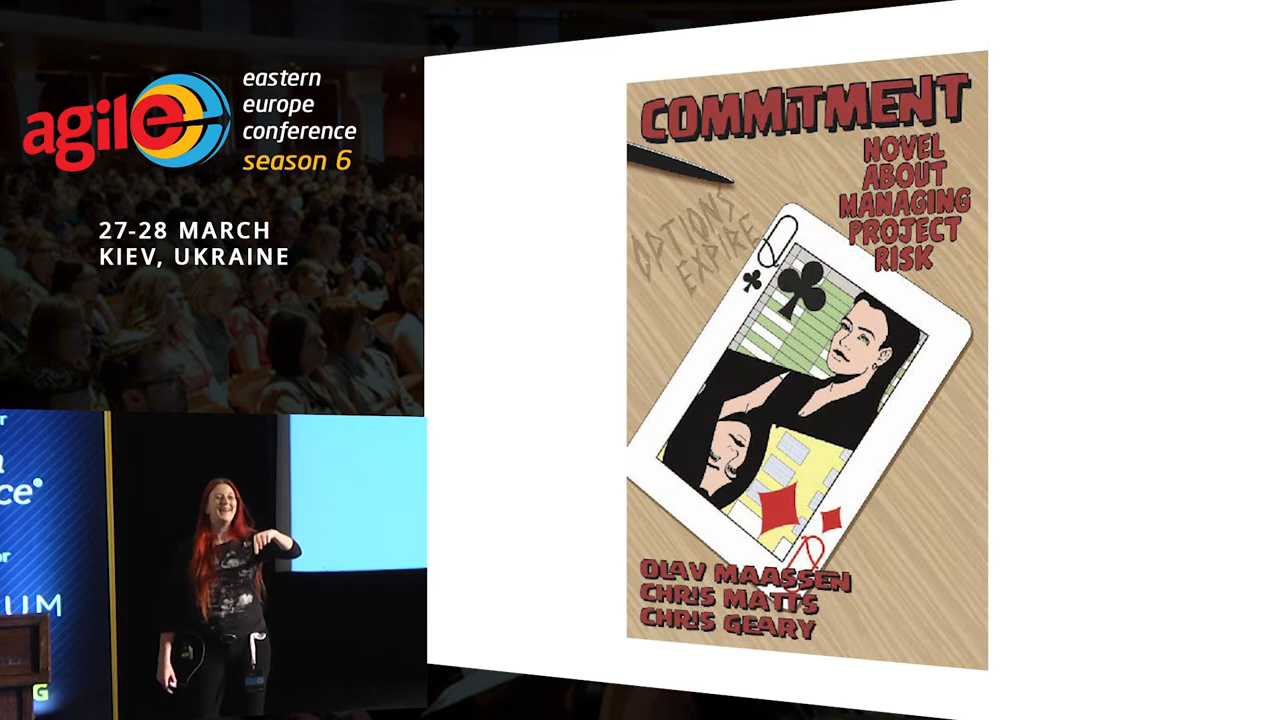 agile
eastern
europe
conference
season 6
27-28 MARCH
KIEV, UKRAINE
COMMiTMENT
NOVEL
ABOUT
MANAGING
PROJECT
RISK
OPTIONS
EXPIRE
Q
Q
OLAV MAASSEN
CHRIS MATTS
CHRIS GEARY